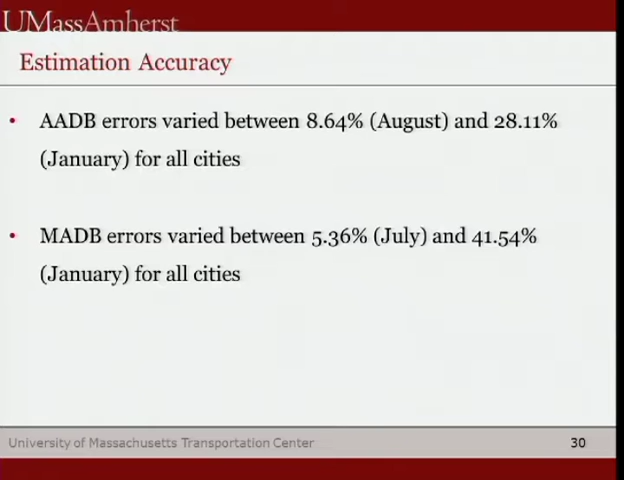 UMassAmherst
Estimation Accuracy
• AADB errors varied between 8.64% (August) and 28.11%
(January) for all cities
• MADB errors varied between 5.36% (July) and 41.54%
(January) for all cities
University of Massachusetts Transportation Center
30